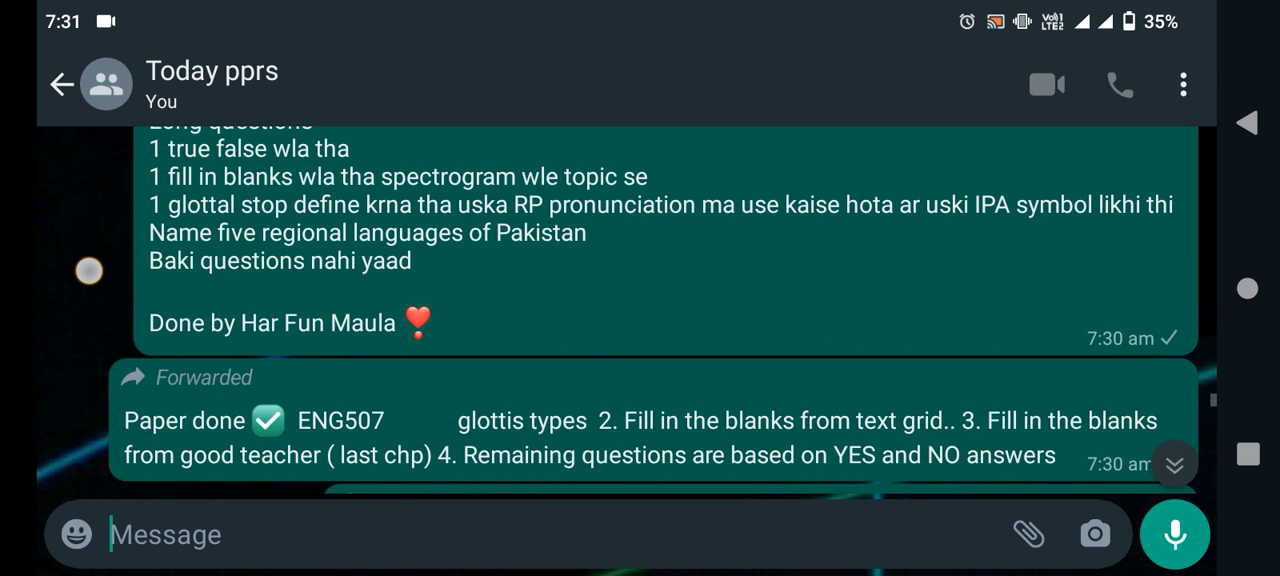 7:31
Vo))1 LTE2
35%
Today pprs
You
Long questions
1 true false wla tha
1 fill in blanks wla tha spectrogram wle topic se
1 glottal stop define krna tha uska RP pronunciation ma use kaise hota ar uski IPA symbol likhi thi
Name five regional languages of Pakistan
Baki questions nahi yaad
Done by Har Fun Maula ❣️
7:30 am
Forwarded
Paper done ✅ ENG507 glottis types 2. Fill in the blanks from text grid.. 3. Fill in the blanks
from good teacher ( last chp) 4. Remaining questions are based on YES and NO answers
7:30 am
Message